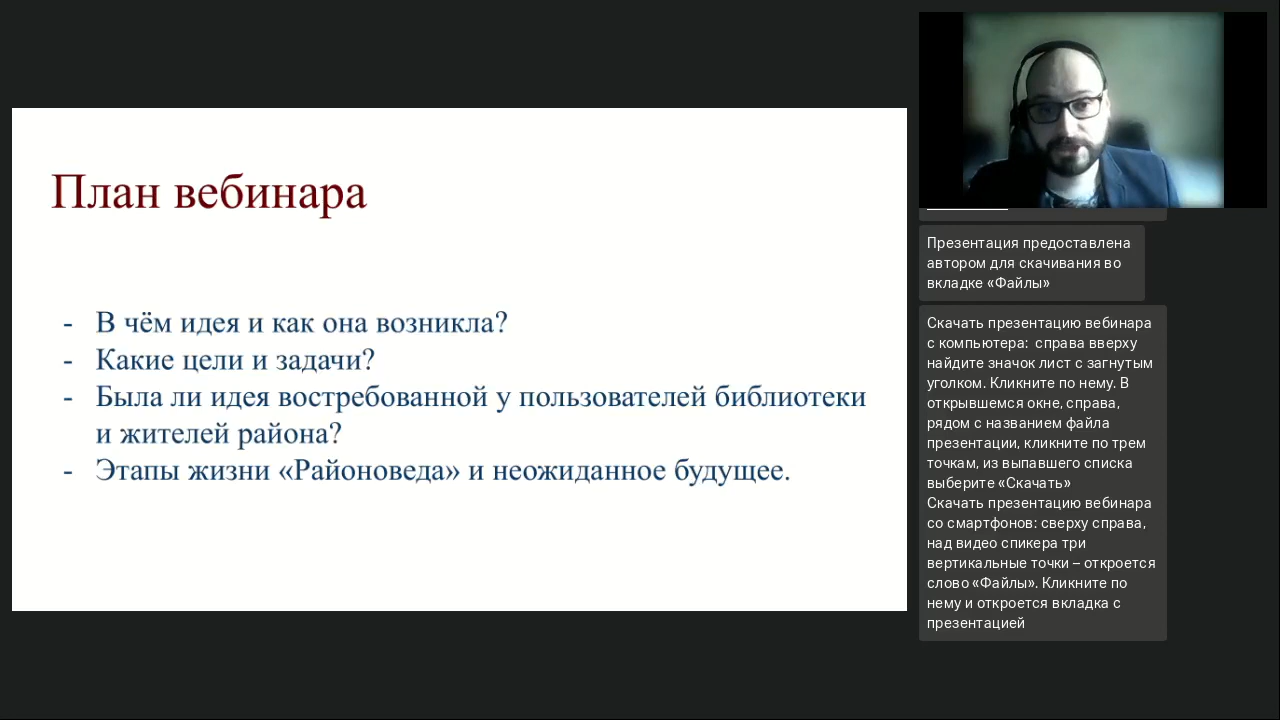 План вебинара
- В чём идея и как она возникла?
- Какие цели и задачи?
- Была ли идея востребованной у пользователей библиотеки
и жителей района?
- Этапы жизни «Районоведа» и неожиданное будущее.
Презентация предоставлена
автором для скачивания во
вкладке «Файлы»
Скачать презентацию вебинара
с компьютера: справа вверху
найдите значок лист с загнутым
уголком. Кликните по нему. В
открывшемся окне, справа,
рядом с названием файла
презентации, кликните по трем
точкам, из выпавшего списка
выберите «Скачать»
Скачать презентацию вебинара
со смартфонов: сверху справа,
над видео спикера три
вертикальные точки – откроется
слово «Файлы». Кликните по
нему и откроется вкладка с
презентацией